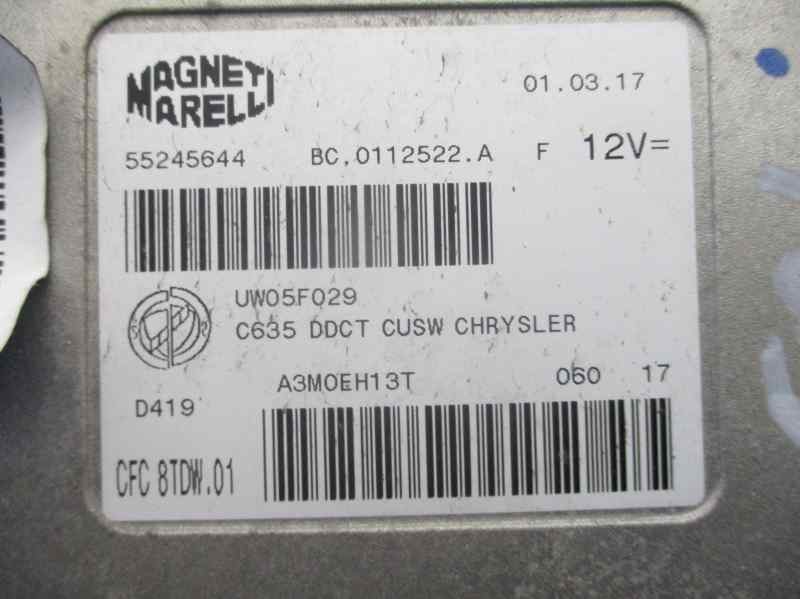 MAGNETI
MARELLI
01.03.17
55245644 BC.0112522.A F 12V=
UW05F029
C635 DDCT CUSW CHRYSLER
A3M0EH13T 060 17
D419
CFC 8TDW.01